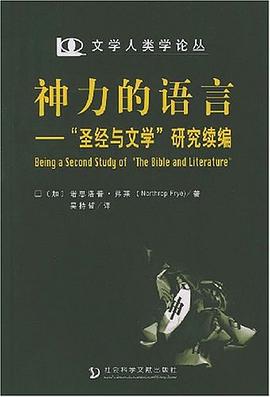 文学人类学论丛
神力的语言
——“圣经与文学”研究续编
Being a Second Study of "The Bible and Literature"
［加］诺思洛普·弗莱（Northrop Frye）著
吴持哲 译
神
社会科学文献出版社